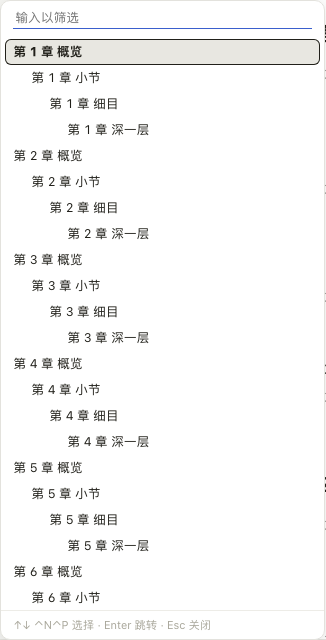 输入以筛选
第 1 章 概览
第 1 章 小节
第 1 章 细目
第 1 章 深一层
第 2 章 概览
第 2 章 小节
第 2 章 细目
第 2 章 深一层
第 3 章 概览
第 3 章 小节
第 3 章 细目
第 3 章 深一层
第 4 章 概览
第 4 章 小节
第 4 章 细目
第 4 章 深一层
第 5 章 概览
第 5 章 小节
第 5 章 细目
第 5 章 深一层
第 6 章 概览
第 6 章 小节
↑↓ ^N^P 选择 · Enter 跳转 · Esc 关闭